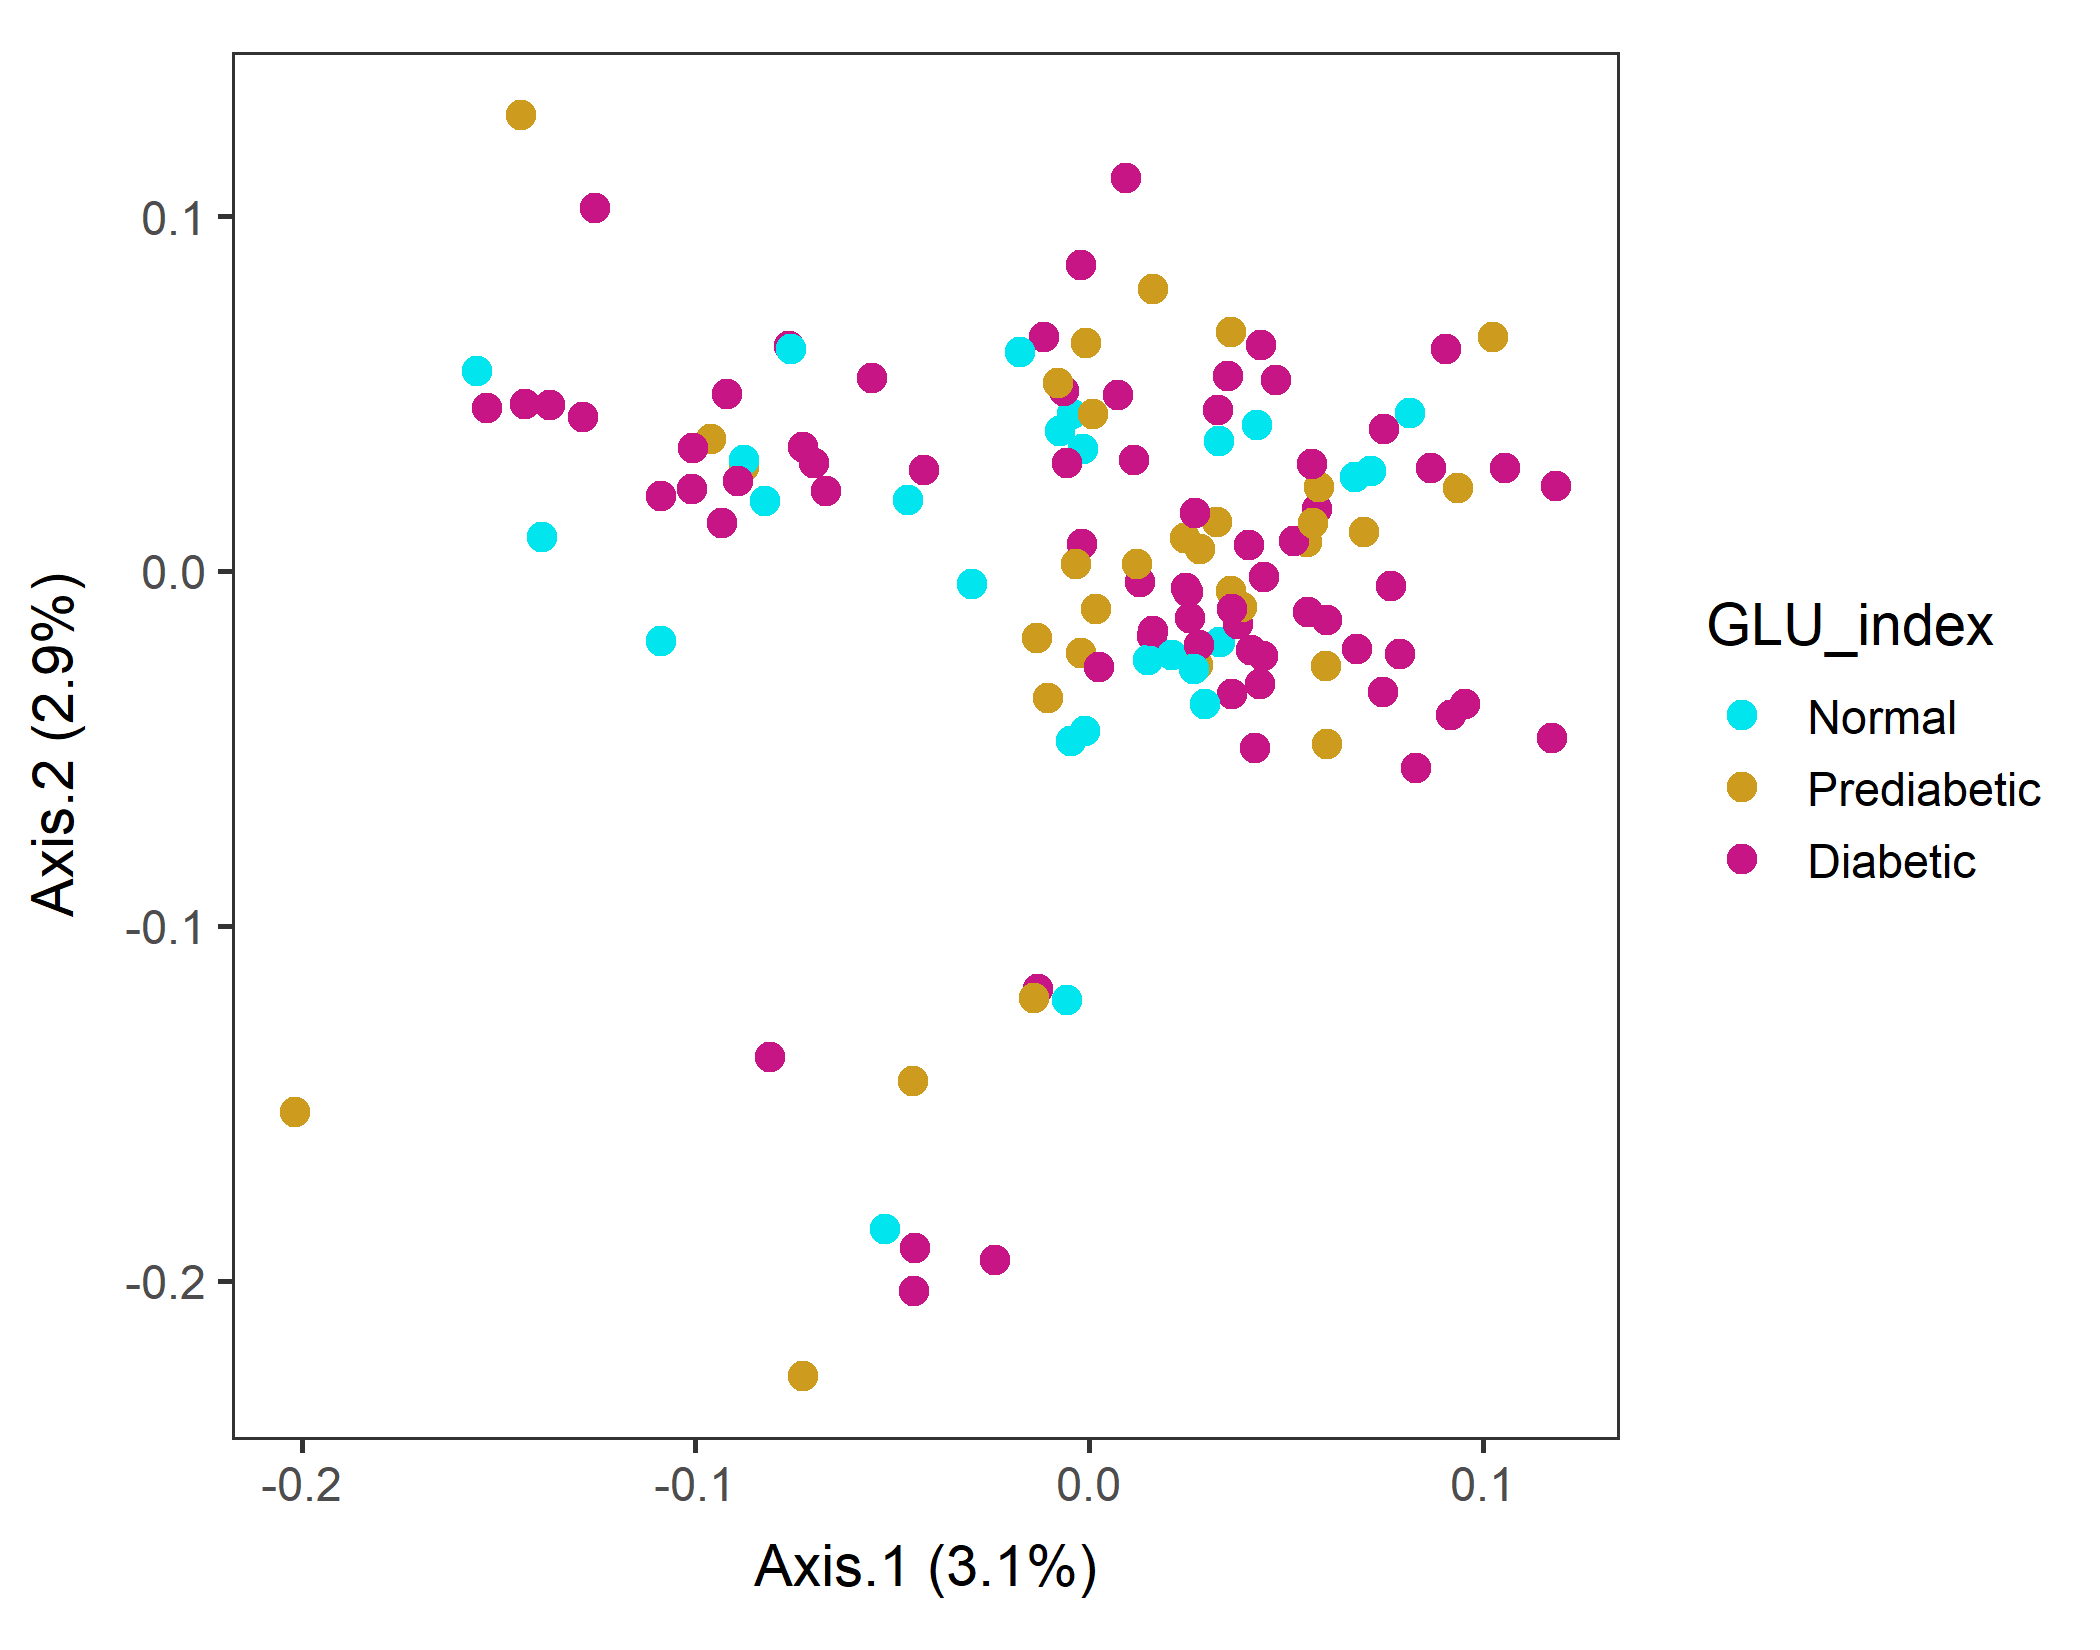 0.1
0.0
-0.1
-0.2
-0.2
-0.1
0.0
0.1
Axis.1 (3.1%)
Axis.2 (2.9%)
GLU_index
Normal
Prediabetic
Diabetic